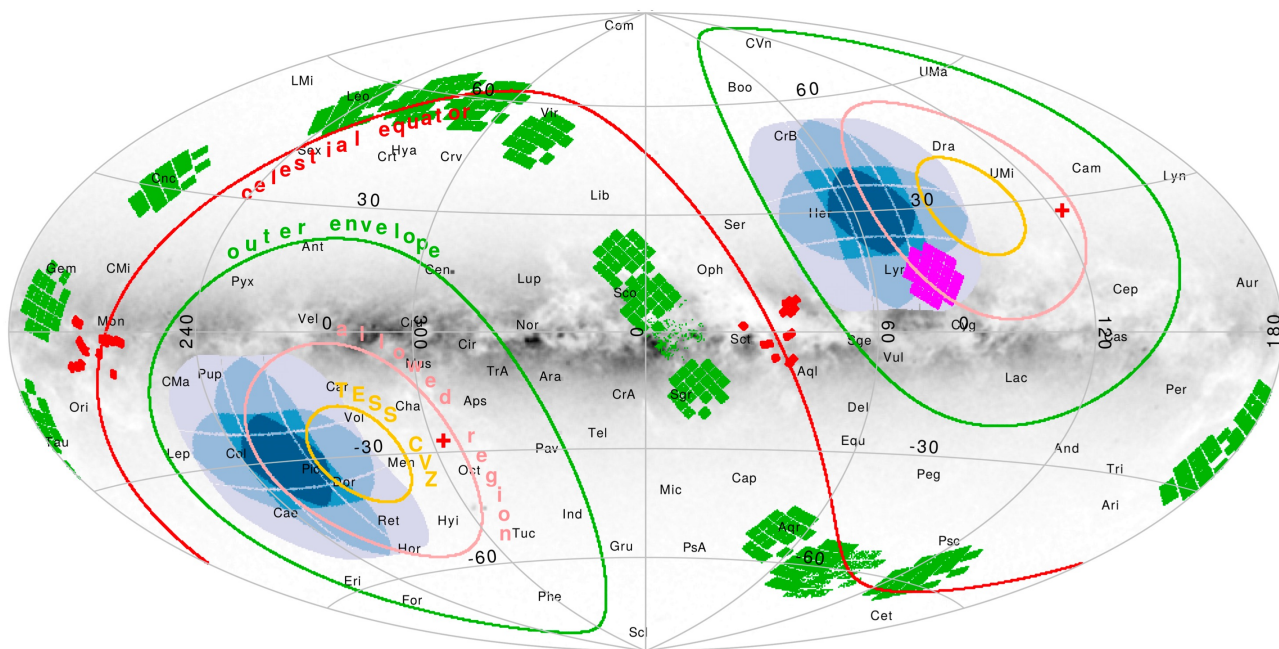 Com
CVn
UMa
LMi
Leo
60
Boo
60
Vir
CrB
celestial equator
Sex
Hya
Crt
Crv
Dra
UMi
Cam
Lyn
Cnc
Lib
30
30
Her
Ser
outer envelope
Ant
Gem
CMi
Cen
Oph
Lyr
Pyx
Lup
Sco
Cep
Aur
Mon
240
Vel
0
300
Nor
0
Sct
Sge
60
Cyg
0
120
Cas
180
allowed region
Cir
Mus
Vul
CMa
Pup
TrA
Ara
Aql
Lac
Car
TESS CVZ
CrA
Sgr
Per
Ori
Vol
Cha
Aps
Del
Tau
Tel
Equ
Lep
Col
-30
Pav
-30
And
Pic
Men
Oct
Peg
Tri
Dor
Mic
Cap
Ari
Cae
Ret
Hyi
Tuc
Ind
Aqr
Hor
Gru
PsA
Psc
-60
-60
Eri
For
Phe
Cet
Scl